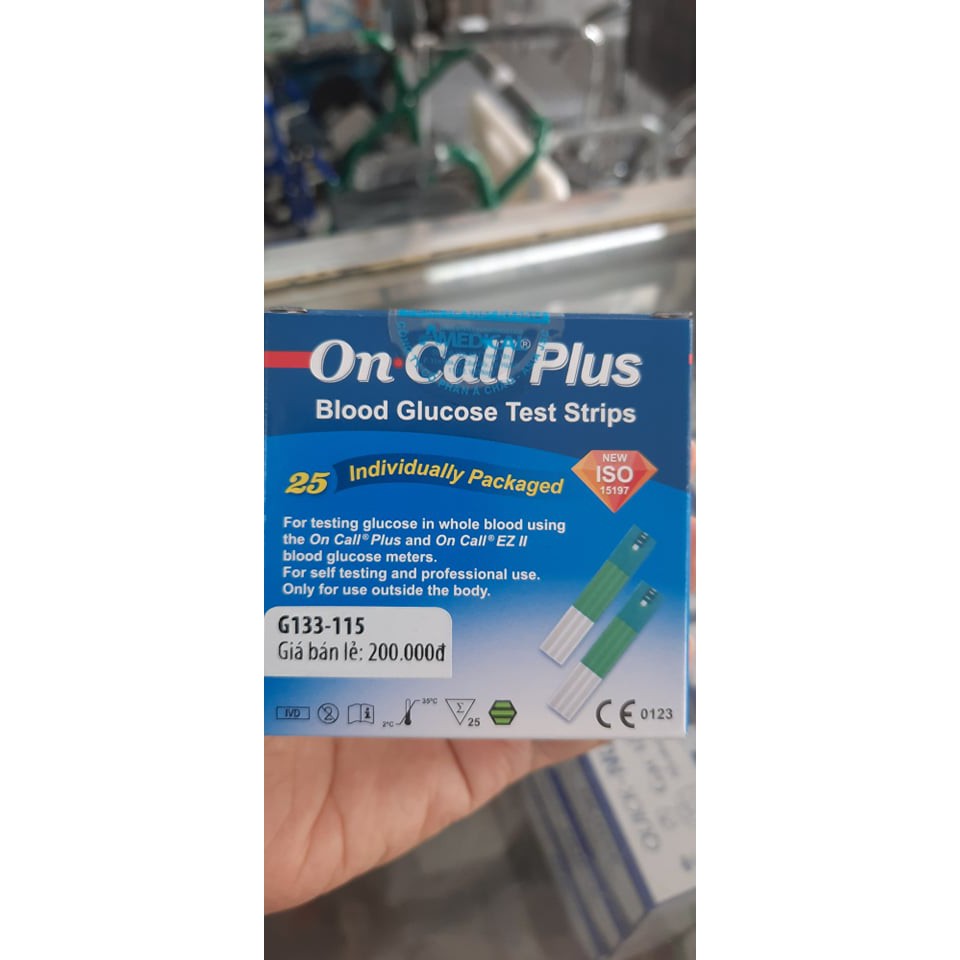 AMEDICAL
On Call® Plus
Blood Glucose Test Strips
25 Individually Packaged
NEW
ISO
15197
For testing glucose in whole blood using
the On Call® Plus and On Call® EZ II
blood glucose meters.
For self testing and professional use.
Only for use outside the body.
G133-115
Giá bán lẻ: 200.000đ
IVD
2
i
2°C
35°C
Σ
25
CE 0123